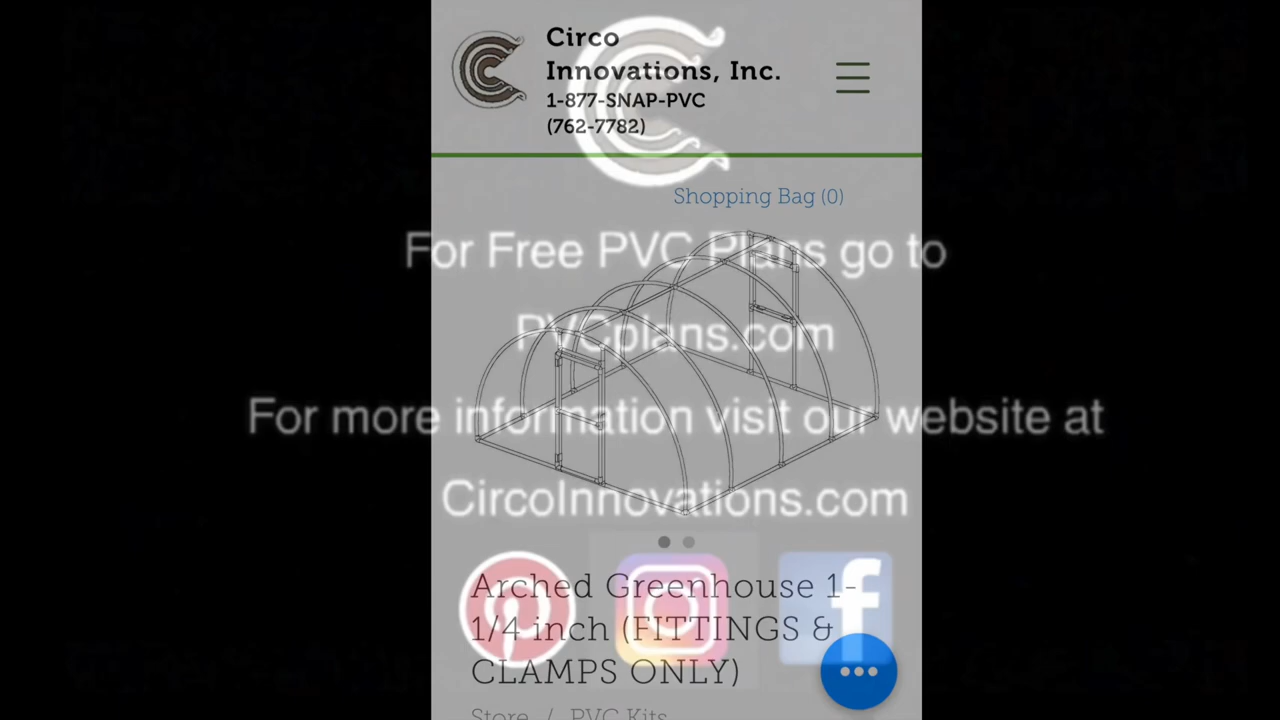 Circo
Innovations, Inc.
1-877-SNAP-PVC
(762-7782)
Shopping Bag (0)
For Free PVC Plans go to
PVCplans.com
For more information visit our website at
CircoInnovations.com
Arched Greenhouse 1-
1/4 inch (FITTINGS &
CLAMPS ONLY)
Store / PVC Kits